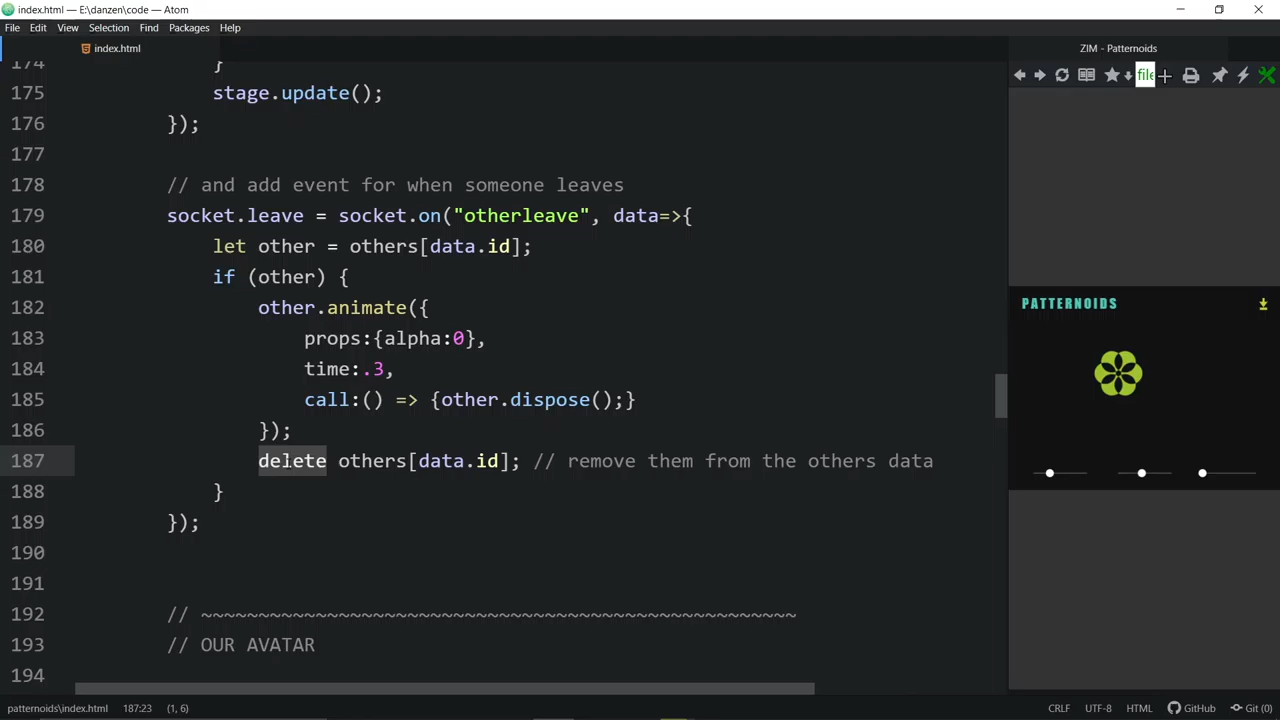 index.html — E:\danzen\code — Atom
File Edit View Selection Find Packages Help
index.html
ZIM - Patternoids
file
174 }
175 stage.update();
176 });
177
178 // and add event for when someone leaves
179 socket.leave = socket.on("otherleave", data=>{
180 let other = others[data.id];
181 if (other) {
182 other.animate({
183 props:{alpha:0},
184 time:.3,
185 call:() => {other.dispose();}
186 });
187 delete others[data.id]; // remove them from the others data
188 }
189 });
190
191
192 // ~~~~~~~~~~~~~~~~~~~~~~~~~~~~~~~~~~~~~~~~~~~~~~~~~~~~
193 // OUR AVATAR
194
PATTERNOIDS
patternoids\index.html 187:23 (1, 6) CRLF UTF-8 HTML GitHub Git (0)